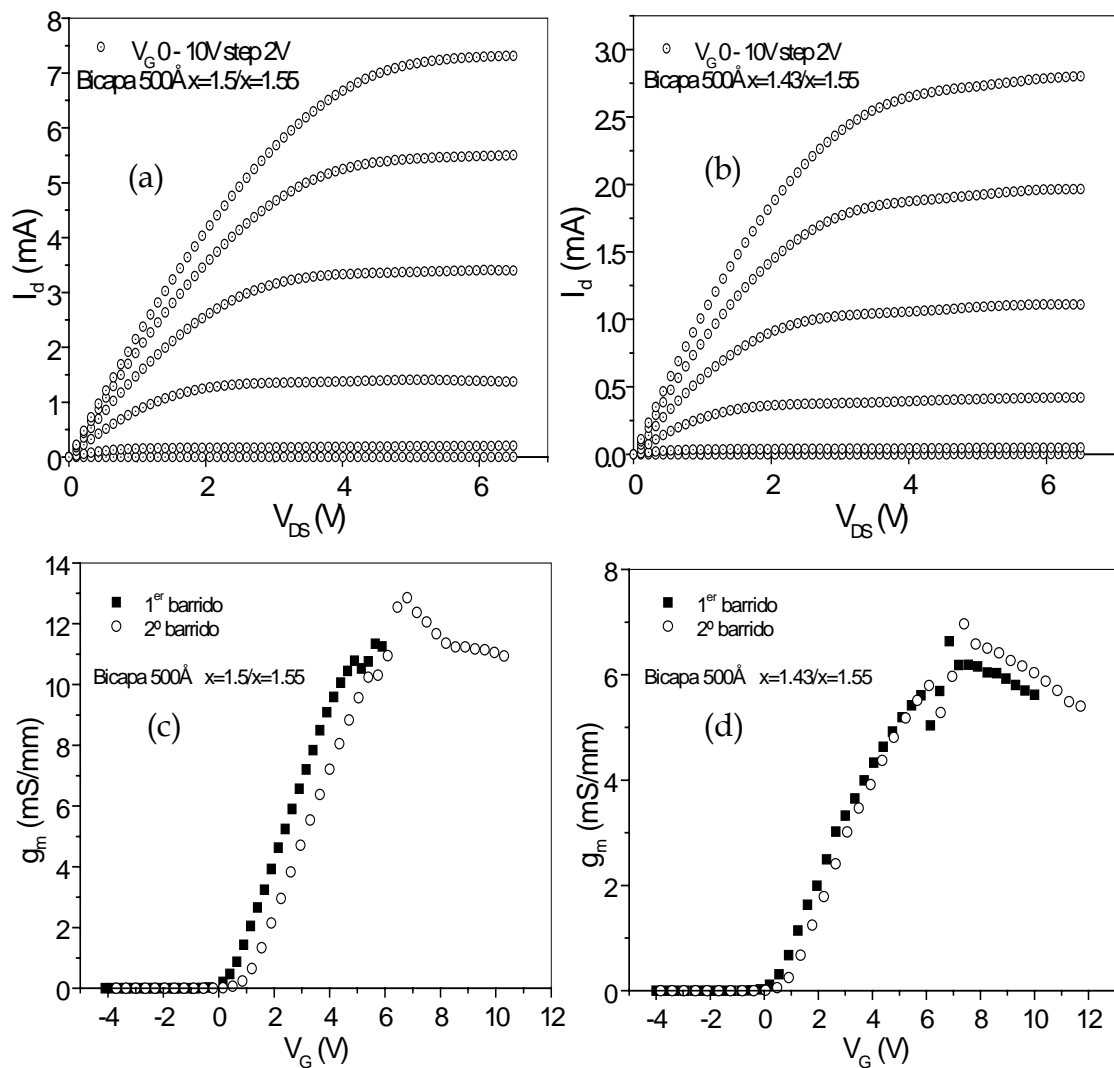 V_G 0 - 10V step 2V
Bicapa 500Å x=1.5/x=1.55
(a)
8
7
6
5
4
3
2
1
0
I_d (mA)
0 2 4 6
V_DS (V)
V_G 0 - 10V step 2V
Bicapa 500Å x=1.43/x=1.55
(b)
3.0
2.5
2.0
1.5
1.0
0.5
0.0
I_d (mA)
0 2 4 6
V_DS (V)
1^er barrido
2º barrido
Bicapa 500Å x=1.5/x=1.55
(c)
14
12
10
8
6
4
2
0
g_m (mS/mm)
-4 -2 0 2 4 6 8 10 12
V_G (V)
1^er barrido
2º barrido
Bicapa 500Å x=1.43/x=1.55
(d)
8
6
4
2
0
g_m (mS/mm)
-4 -2 0 2 4 6 8 10 12
V_G (V)